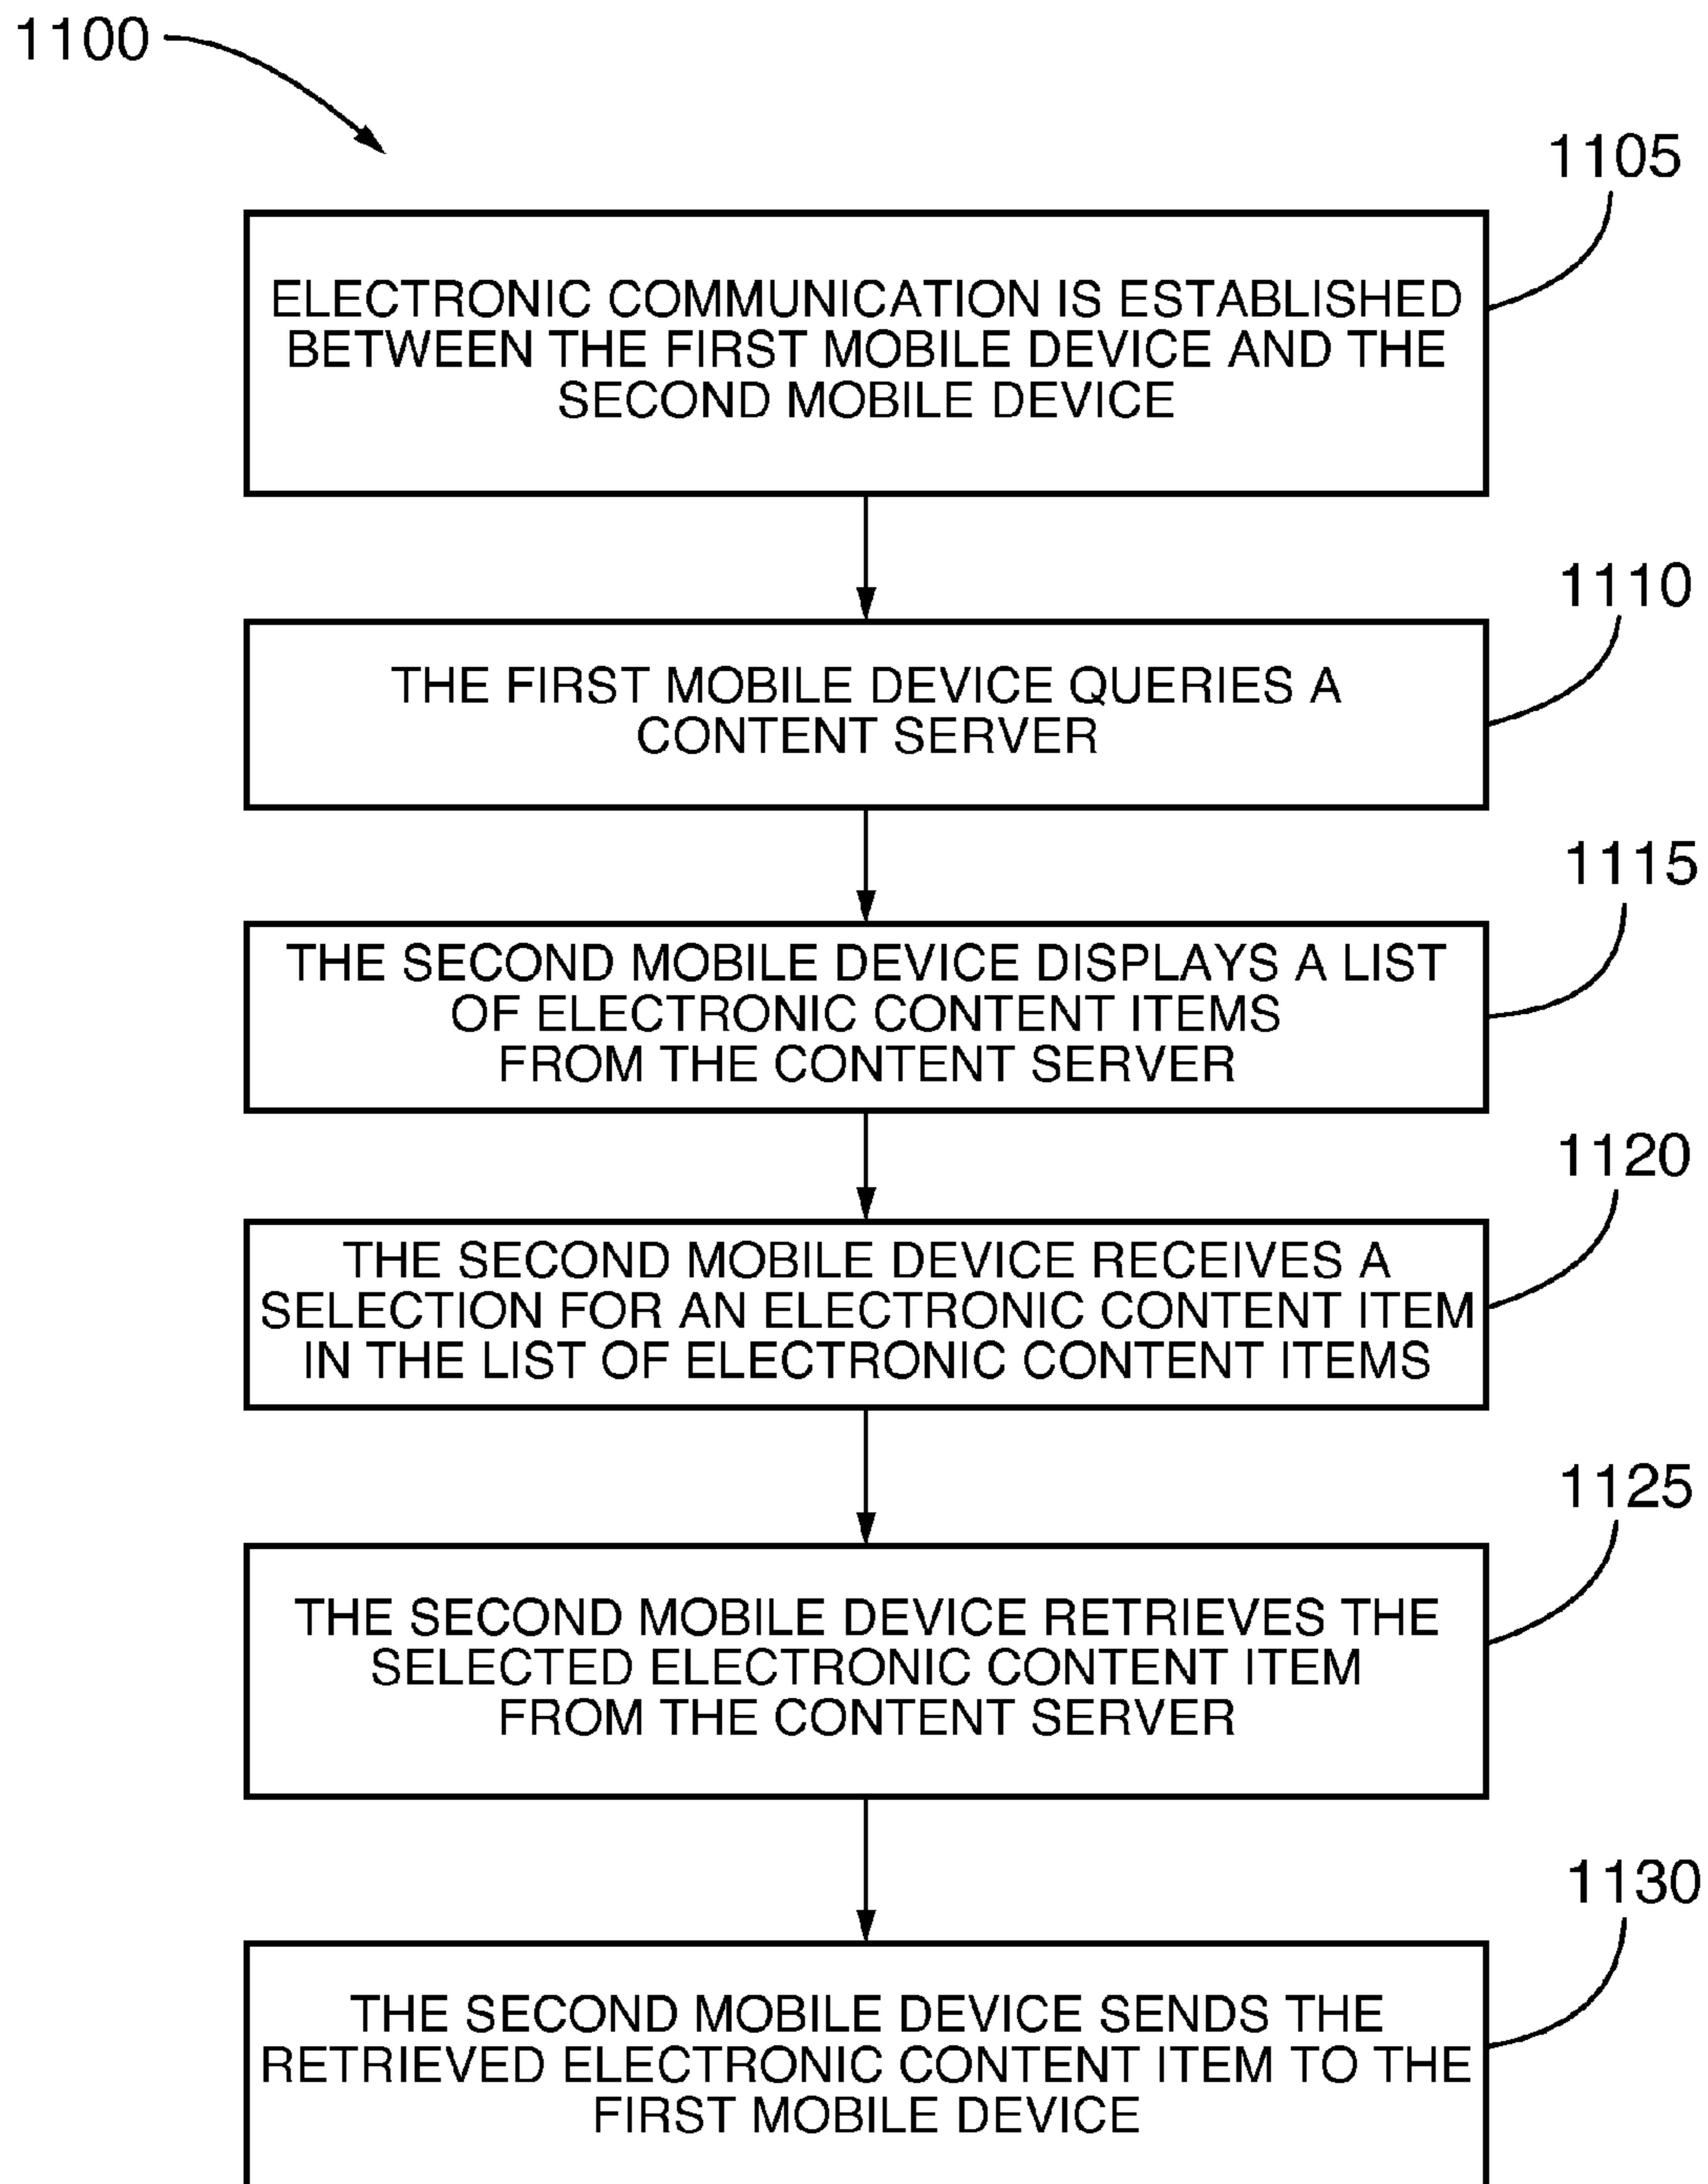 1100
1105
ELECTRONIC COMMUNICATION IS ESTABLISHED
BETWEEN THE FIRST MOBILE DEVICE AND THE
SECOND MOBILE DEVICE
1110
THE FIRST MOBILE DEVICE QUERIES A
CONTENT SERVER
1115
THE SECOND MOBILE DEVICE DISPLAYS A LIST
OF ELECTRONIC CONTENT ITEMS
FROM THE CONTENT SERVER
1120
THE SECOND MOBILE DEVICE RECEIVES A
SELECTION FOR AN ELECTRONIC CONTENT ITEM
IN THE LIST OF ELECTRONIC CONTENT ITEMS
1125
THE SECOND MOBILE DEVICE RETRIEVES THE
SELECTED ELECTRONIC CONTENT ITEM
FROM THE CONTENT SERVER
1130
THE SECOND MOBILE DEVICE SENDS THE
RETRIEVED ELECTRONIC CONTENT ITEM TO THE
FIRST MOBILE DEVICE